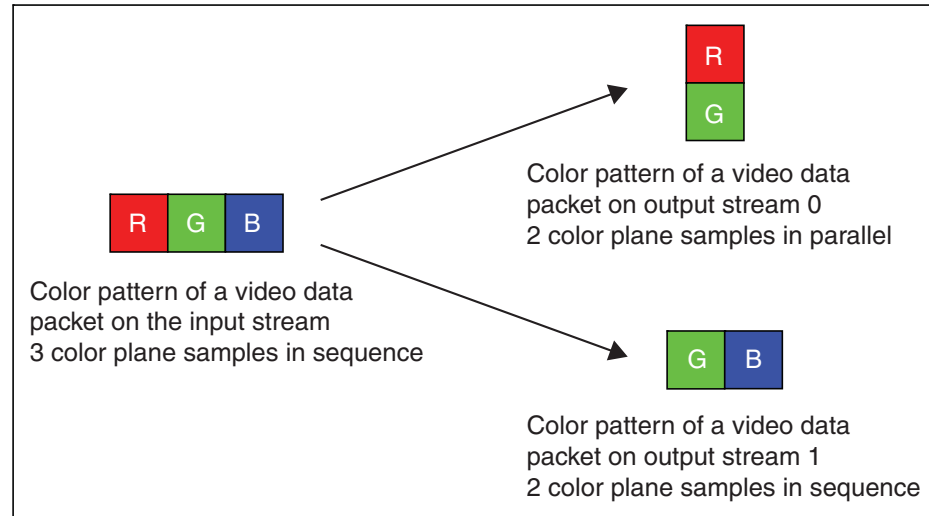 R
G
Color pattern of a video data
packet on output stream 0
2 color plane samples in parallel
R G B
Color pattern of a video data
packet on the input stream
3 color plane samples in sequence
G B
Color pattern of a video data
packet on output stream 1
2 color plane samples in sequence